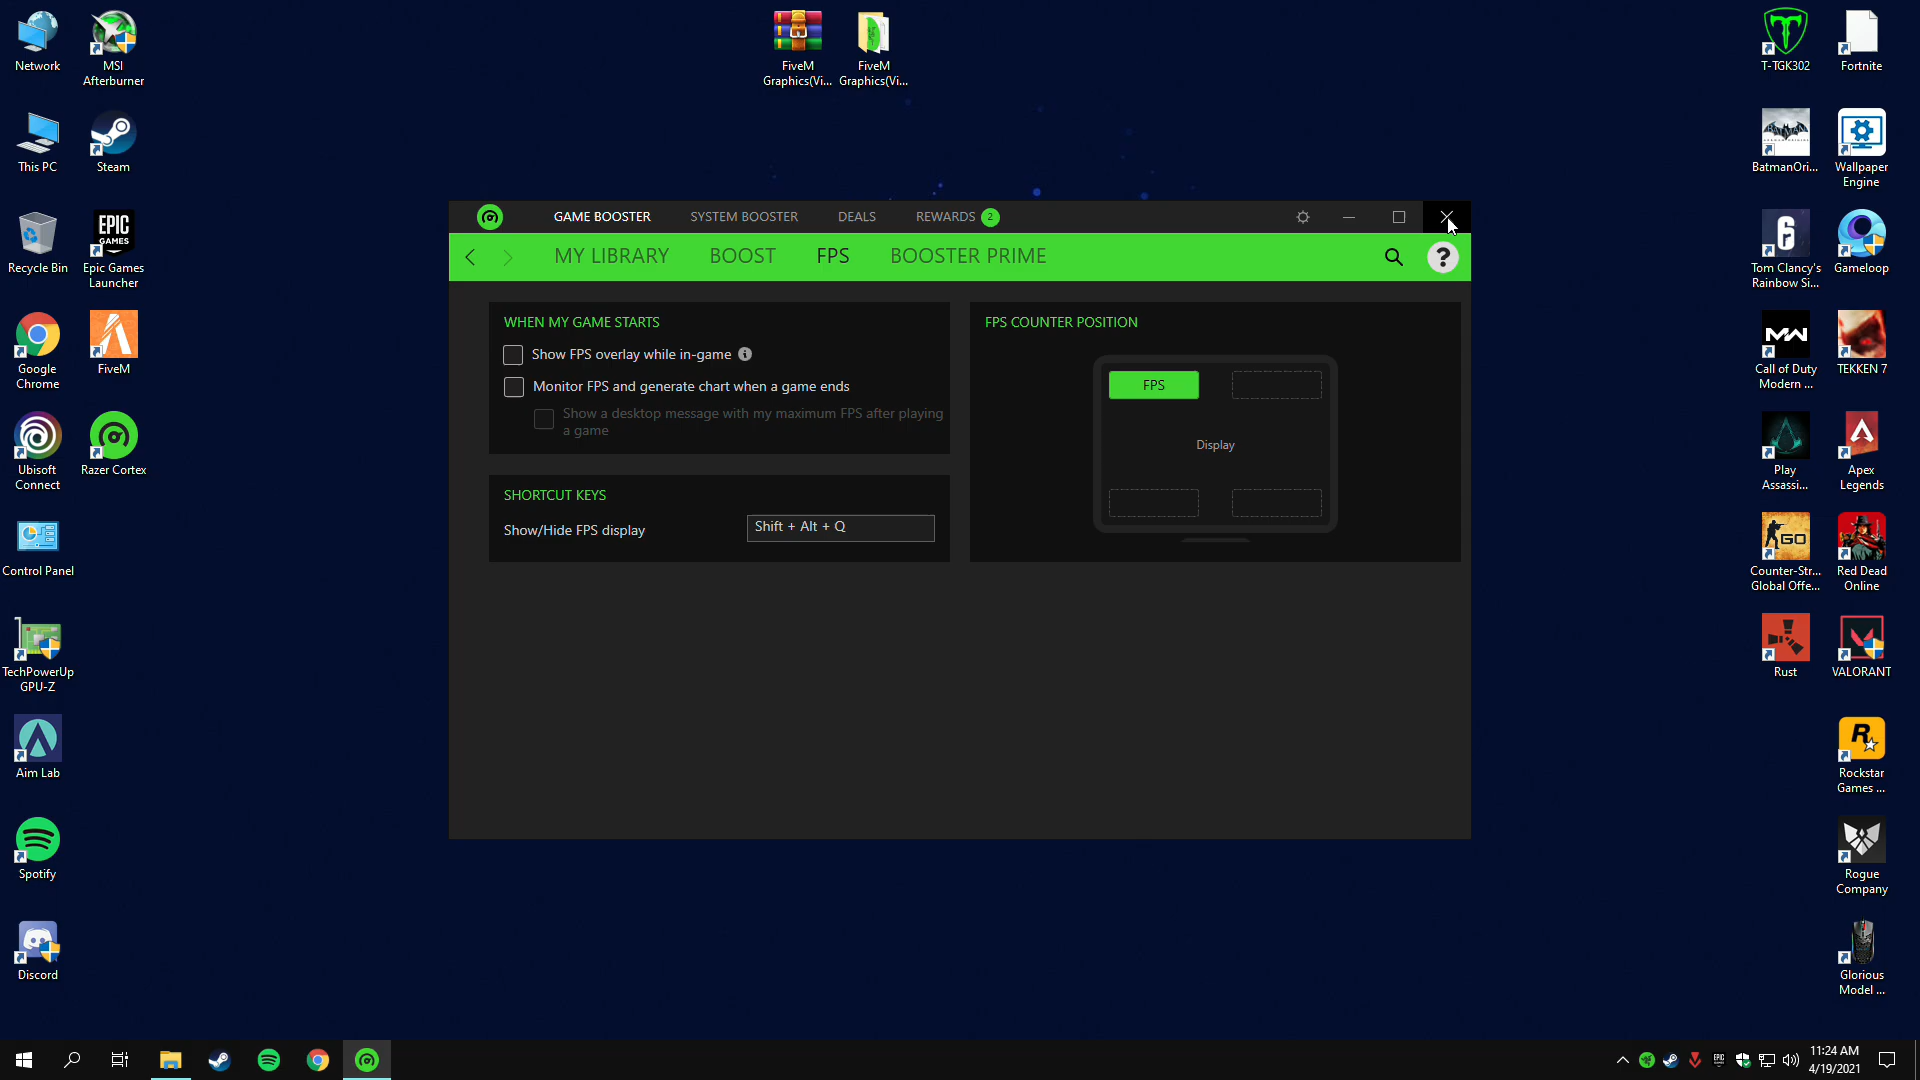 Network
MSI
Afterburner
FiveM
Graphics(Vi...
FiveM
Graphics(Vi...
T-TGK302
Fortnite
This PC
Steam
BatmanOri...
Wallpaper
Engine
GAME BOOSTER
SYSTEM BOOSTER
DEALS
REWARDS 2
MY LIBRARY
BOOST
FPS
BOOSTER PRIME
?
Recycle Bin
EPIC
GAMES
Epic Games
Launcher
6
Tom Clancy's
Rainbow Si...
Gameloop
WHEN MY GAME STARTS
Show FPS overlay while in-game
Monitor FPS and generate chart when a game ends
Show a desktop message with my maximum FPS after playing
a game
FPS COUNTER POSITION
FPS
Display
Google
Chrome
FiveM
MW
Call of Duty
Modern ...
TEKKEN 7
Ubisoft
Connect
Razer Cortex
Play
Assassi...
Apex
Legends
SHORTCUT KEYS
Show/Hide FPS display
Shift + Alt + Q
Control Panel
GO
Counter-Str...
Global Offe...
Red Dead
Online
TechPowerUp
GPU-Z
Rust
VALORANT
Aim Lab
R
Rockstar
Games ...
Spotify
Rogue
Company
Discord
Glorious
Model ...
11:24 AM
4/19/2021